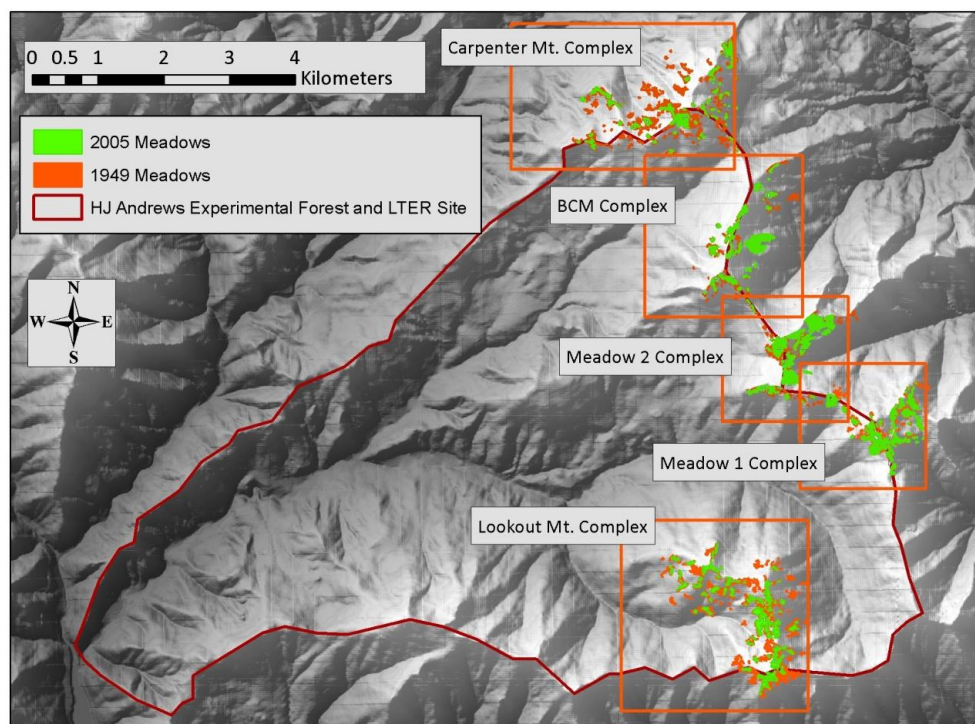 Carpenter Mt. Complex
0 0.5 1 2 3 4
Kilometers
2005 Meadows
1949 Meadows
HJ Andrews Experimental Forest and LTER Site
BCM Complex
N
W E
S
Meadow 2 Complex
Meadow 1 Complex
Lookout Mt. Complex